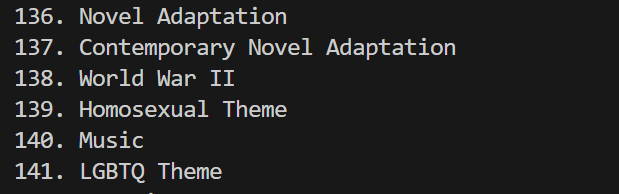 136. Novel Adaptation
137. Contemporary Novel Adaptation
138. World War II
139. Homosexual Theme
140. Music
141. LGBTQ Theme